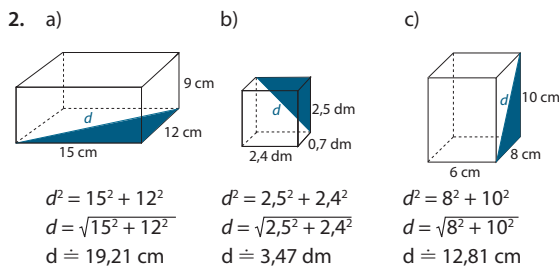 2. a) b) c)
9 cm
d
12 cm
15 cm
d
2,5 dm
0,7 dm
2,4 dm
d
10 cm
8 cm
6 cm
d² = 15² + 12²
d = √15² + 12²
d ≐ 19,21 cm
d² = 2,5² + 2,4²
d = √2,5² + 2,4²
d ≐ 3,47 dm
d² = 8² + 10²
d = √8² + 10²
d ≐ 12,81 cm